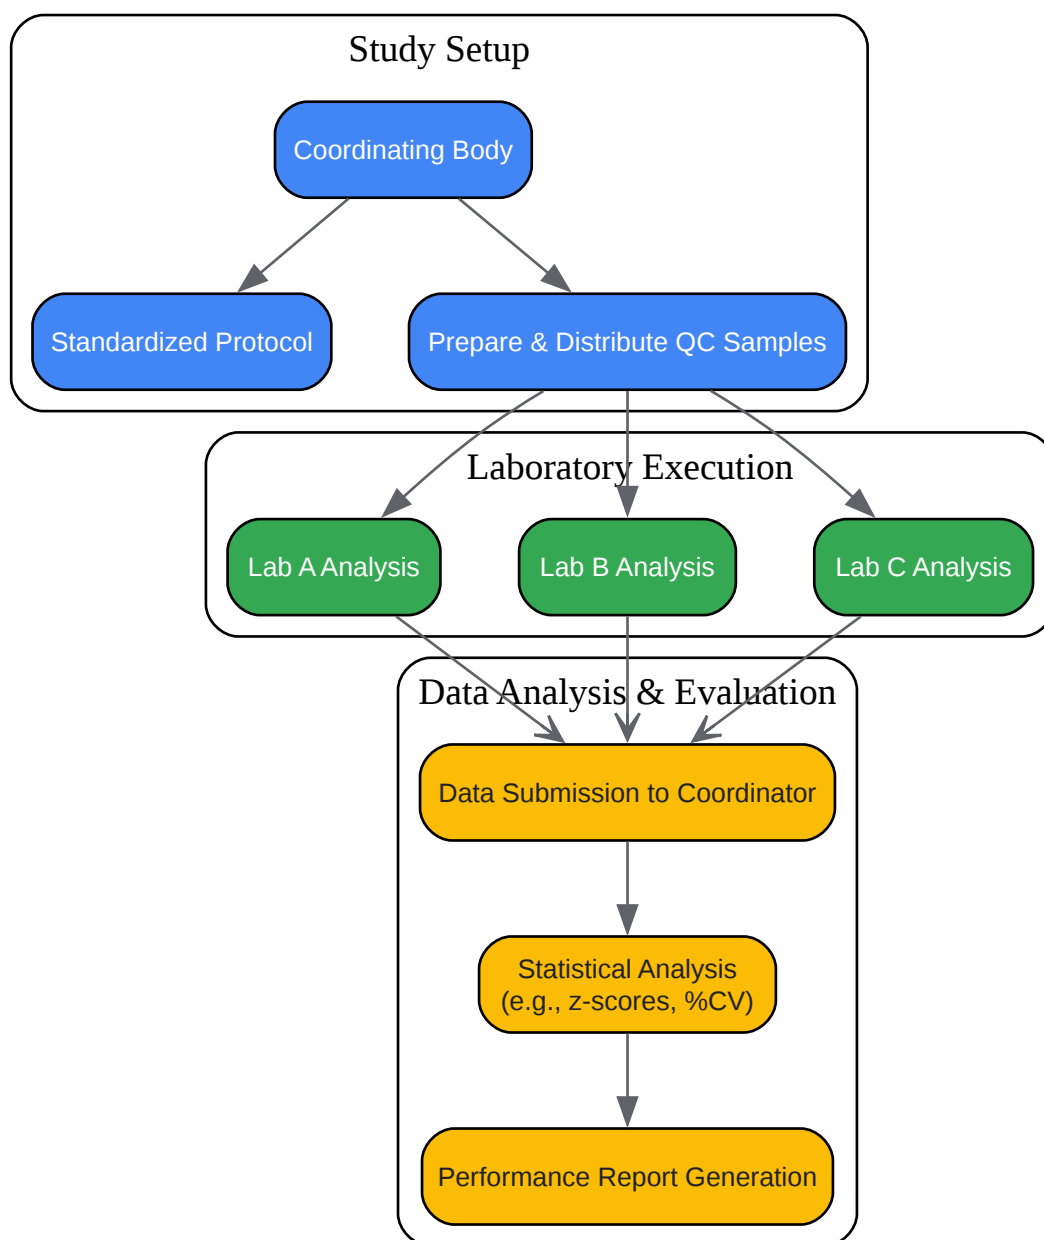 Study Setup
Coordinating Body
Standardized Protocol
Prepare & Distribute QC Samples
Laboratory Execution
Lab A Analysis
Lab B Analysis
Lab C Analysis
Data Analysis & Evaluation
Data Submission to Coordinator
Statistical Analysis
(e.g., z-scores, %CV)
Performance Report Generation